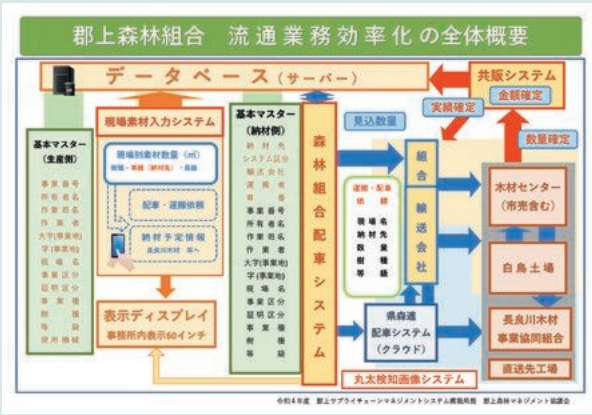 郡上森林組合 流通業務効率化の全体概要
データベース(サーバー)
共販システム
金額確定
実績確定
数量確定
基本マスター
(生産側)
事業番号
所有者名
作業班名
作業者
大字(事業地)
字(事業地)
現場名
事業区分
証明区分
事業種
樹種
等級
使用機械
現場素材入力システム
現場別素材数量(㎥)
樹種・等級(納材先)・長級
配車・運搬依頼
納材予定情報
長良川木材 等へ
表示ディスプレイ
事務所内表示60インチ
基本マスター
(納材側)
納材先
システム区分
輸送会社
運搬者
車番
事業番号
所有者名
作業班名
作業者
大字(事業地)
字(事業地)
現場名
事業区分
証明区分
事業種
樹種
等級
森林組合配車システム
見込数量
運搬・配車
依頼
現場名
納材先
数量
樹種
等級
組合
輸送会社
県森連
配車システム
(クラウド)
丸太検知画像システム
木材センター
(市売含む)
白鳥土場
長良川木材
事業協同組合
直送先工場
令和4年度 郡上サプライチェーンマネジメントシステム構築用務 郡上森林マネジメント協議会